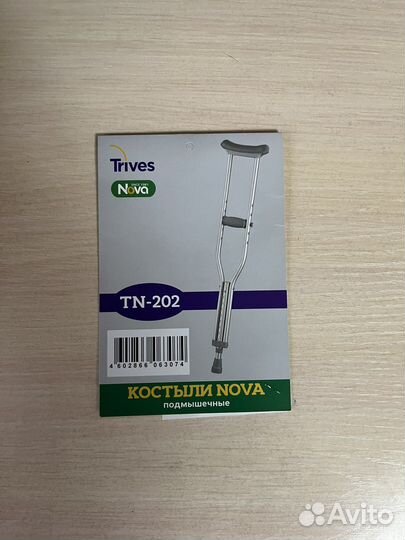 Trives
Nova
TN-202
4 602866 063074
КОСТЫЛИ NOVA
подмышечные
Avito